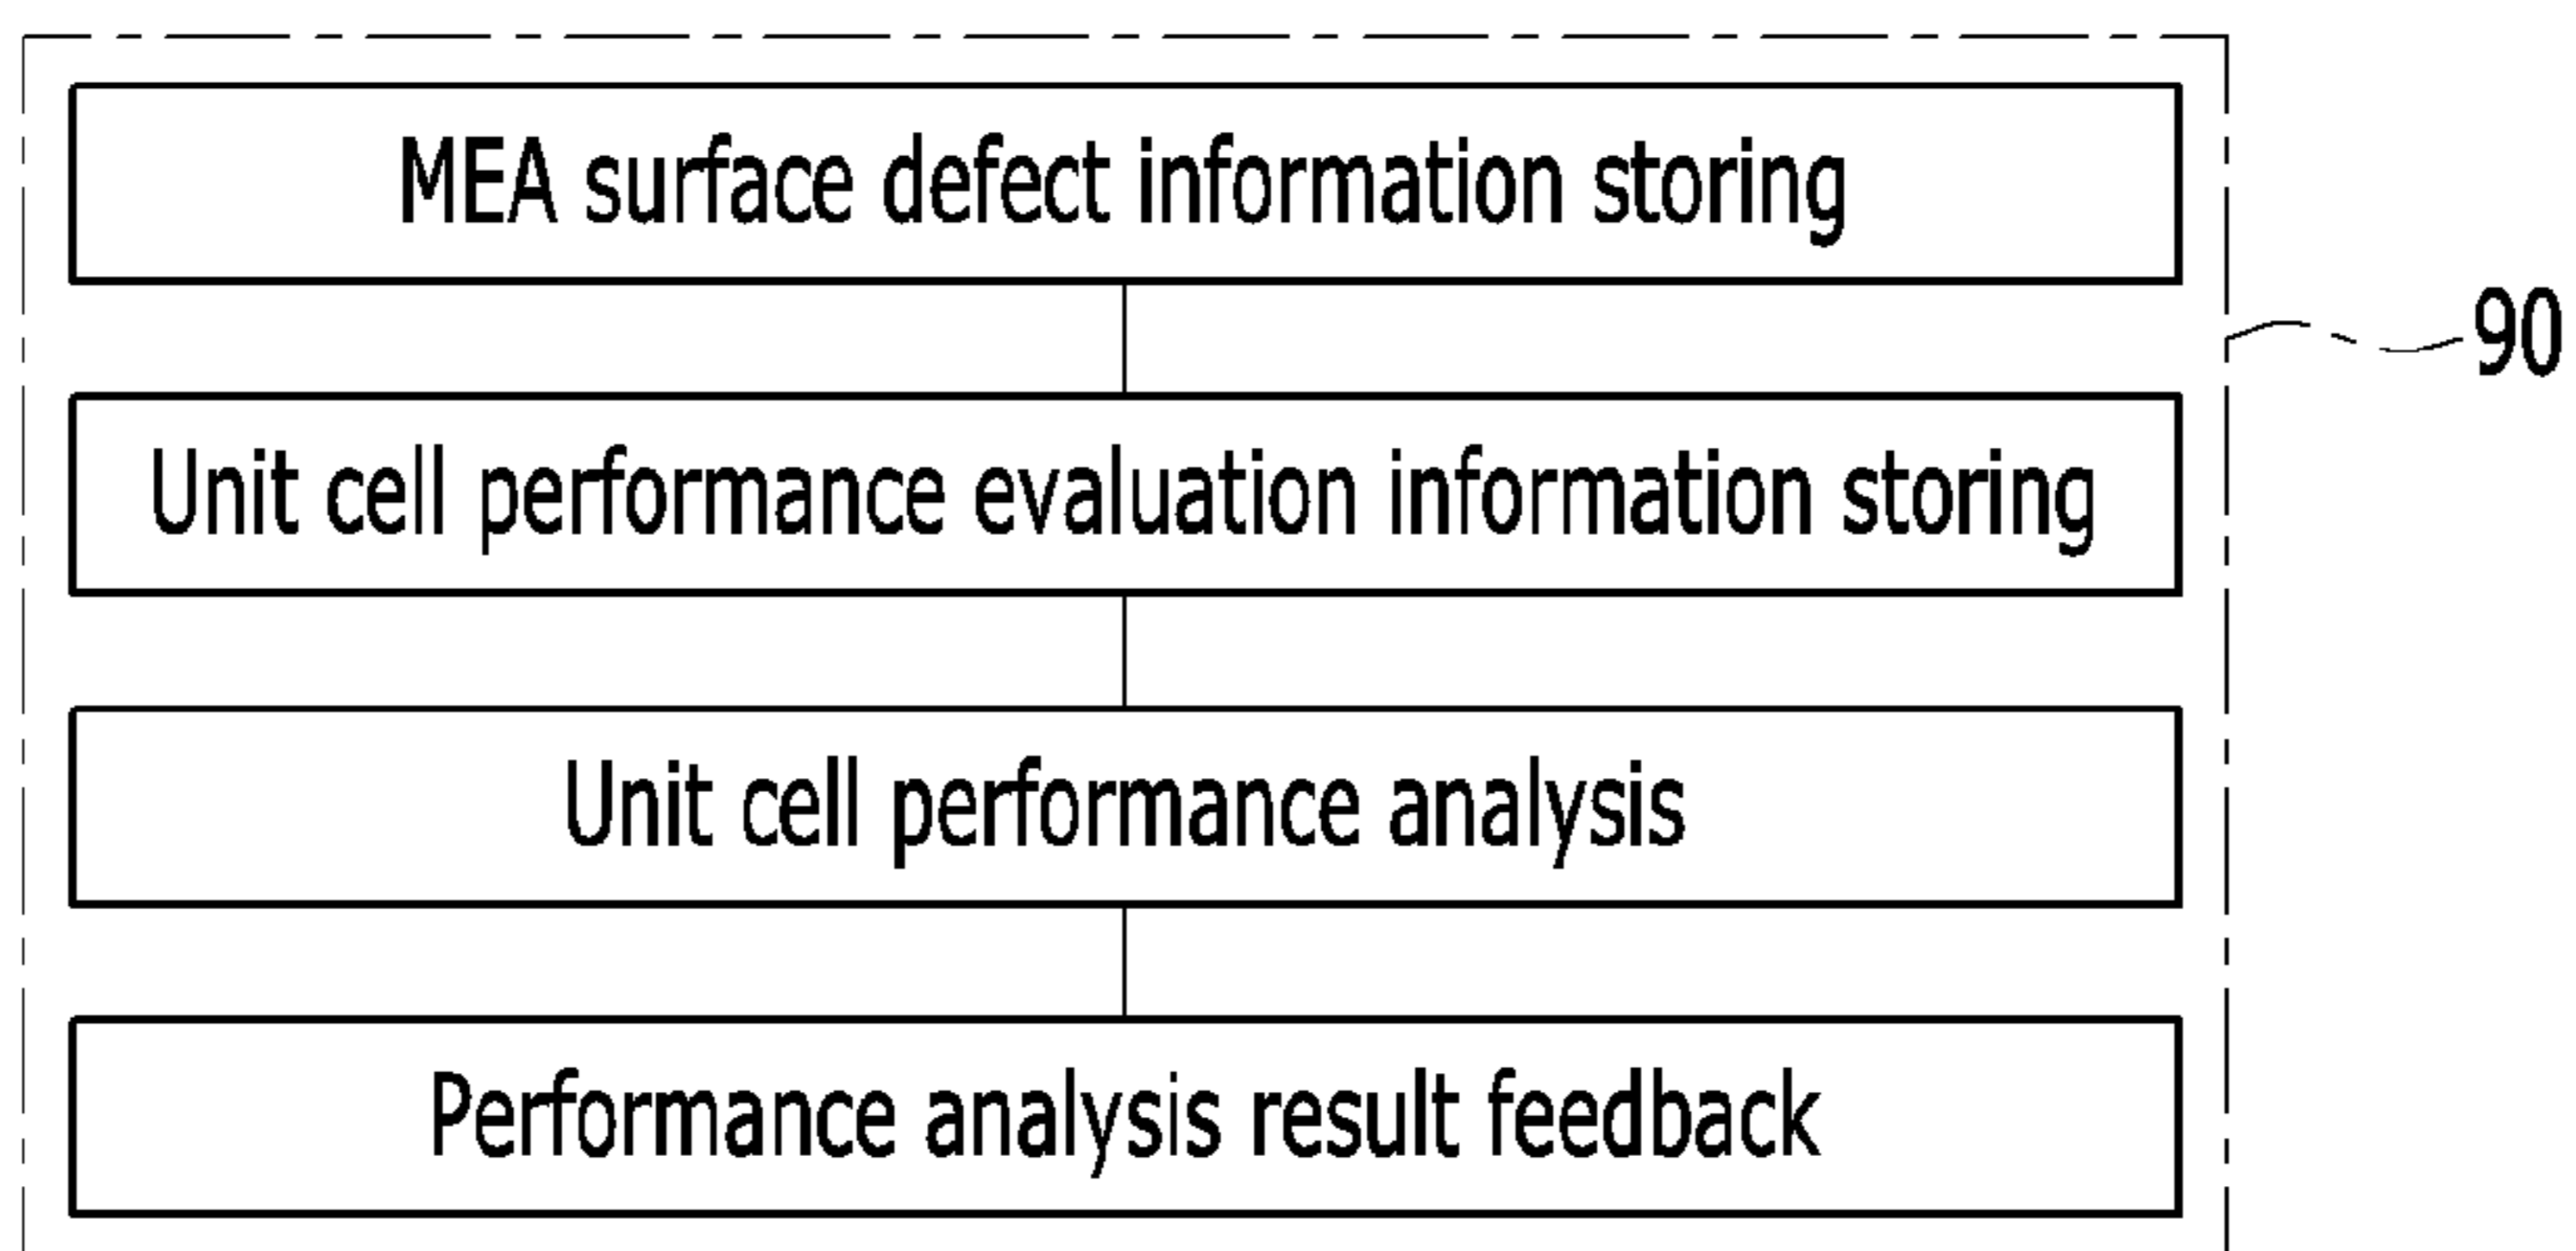 MEA surface defect information storing
90
Unit cell performance evaluation information storing
Unit cell performance analysis
Performance analysis result feedback